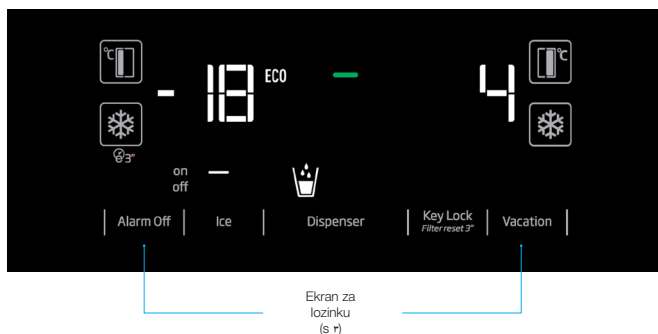 °C °C
- 18 ECO 4
3"
on
off
Alarm Off Ice Dispenser Key Lock Vacation
Filter reset 3"
Ekran za
lozinku
(s ٣)